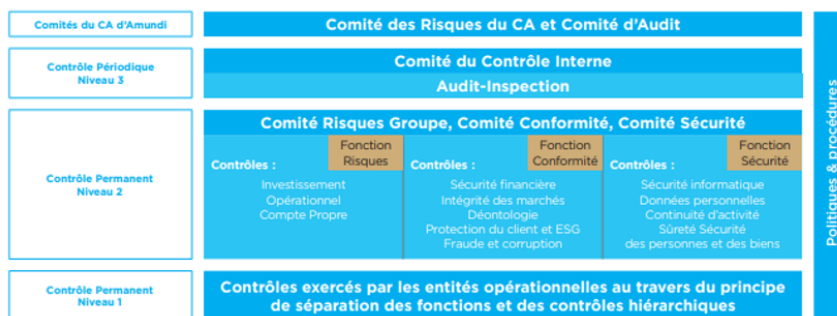 Comités du CA d'Amundi
Comité des Risques du CA et Comité d'Audit
Contrôle Périodique
Niveau 3
Comité du Contrôle Interne
Audit-Inspection
Contrôle Permanent
Niveau 2
Comité Risques Groupe, Comité Conformité, Comité Sécurité
Contrôles :
Fonction
Risques
Investissement
Opérationnel
Compte Propre
Contrôles :
Fonction
Conformité
Sécurité financière
Intégrité des marchés
Déontologie
Protection du client et ESG
Fraude et corruption
Contrôles :
Fonction
Sécurité
Sécurité informatique
Données personnelles
Continuité d'activité
Sûreté Sécurité
des personnes et des biens
Contrôle Permanent
Niveau 1
Contrôles exercés par les entités opérationnelles au travers du principe
de séparation des fonctions et des contrôles hiérarchiques
Politiques & procédures